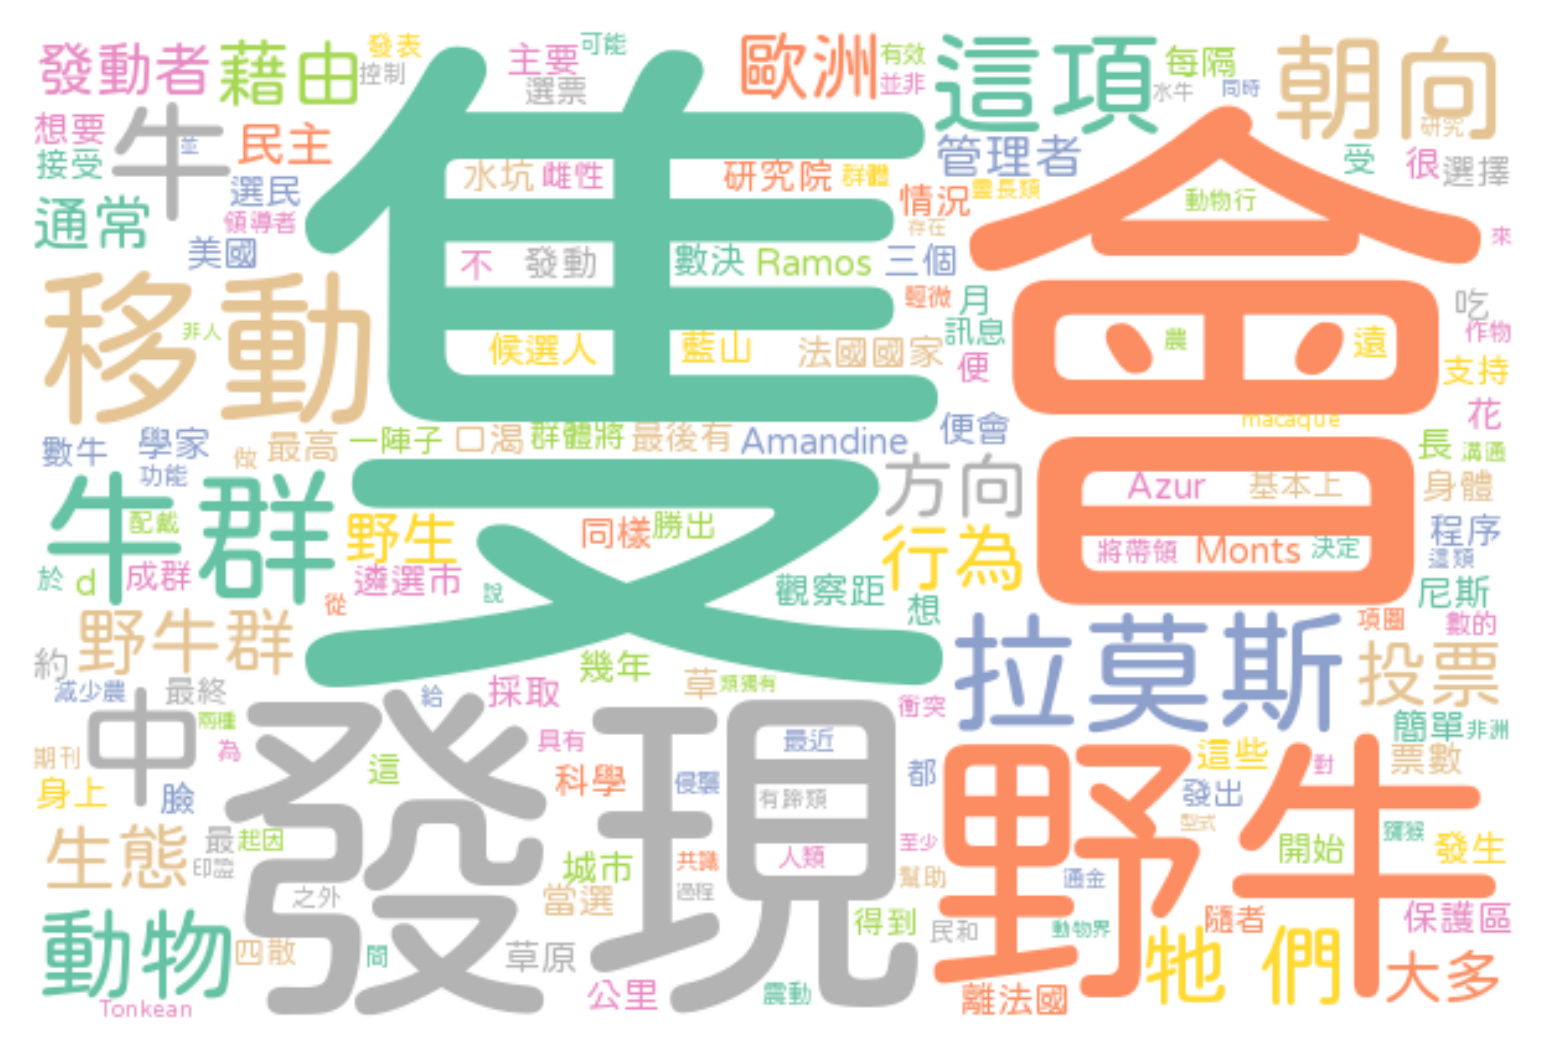 發動者
藉由
發表
控制
主要
可能
選票
歐洲
有效
並非
這項
每隔
水牛
同時
朝向
研究
想要
接受
牛
並
民主
選民
領導者
美國
通常
隻
水坑
雌性
研究院
群體
情況
管理者
靈長類
存在
會
動物行
受
很
選擇
來
不
發動
數決
Ramos
三個
輕微
月
訊息
便
移動
非人
候選人
藍山
法國國家
農
遠
吃
作物
支持
花
macaque
數牛
學家
功能
做
最高
一陣子
口渴
群體將
最後有
Amandine
便會
長
溝通
牛群
配戴
野生
同樣
勝出
方向
行為
Azur
基本上
身體
將帶領
Monts
決定
程序
這類
於
d
成群
遴選市
從
說
觀察距
想
尼斯
野牛群
約
幾年
拉莫斯
項圈
數的
投票
減少農
最終
中
兩種
為
期刊
給
採取
草
類獨有
衝突
簡單
非洲
發現
這
具有
科學
最近
侵襲
有蹄類
都
野牛
這些
對
票數
發出
型式
身上
臉
生態
最
起因
印證
城市
共識
人類
至少
開始
獼猴
發生
之外
當選
過程
幫助
通金
動物
四散
間
草原
得到
民和
動物界
隨者
保護區
牠們
大多
Tonkean
公里
震動
離法國